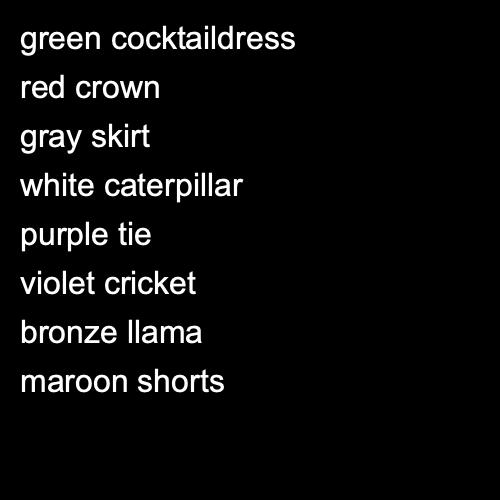 green cocktaildress
red crown
gray skirt
white caterpillar
purple tie
violet cricket
bronze llama
maroon shorts